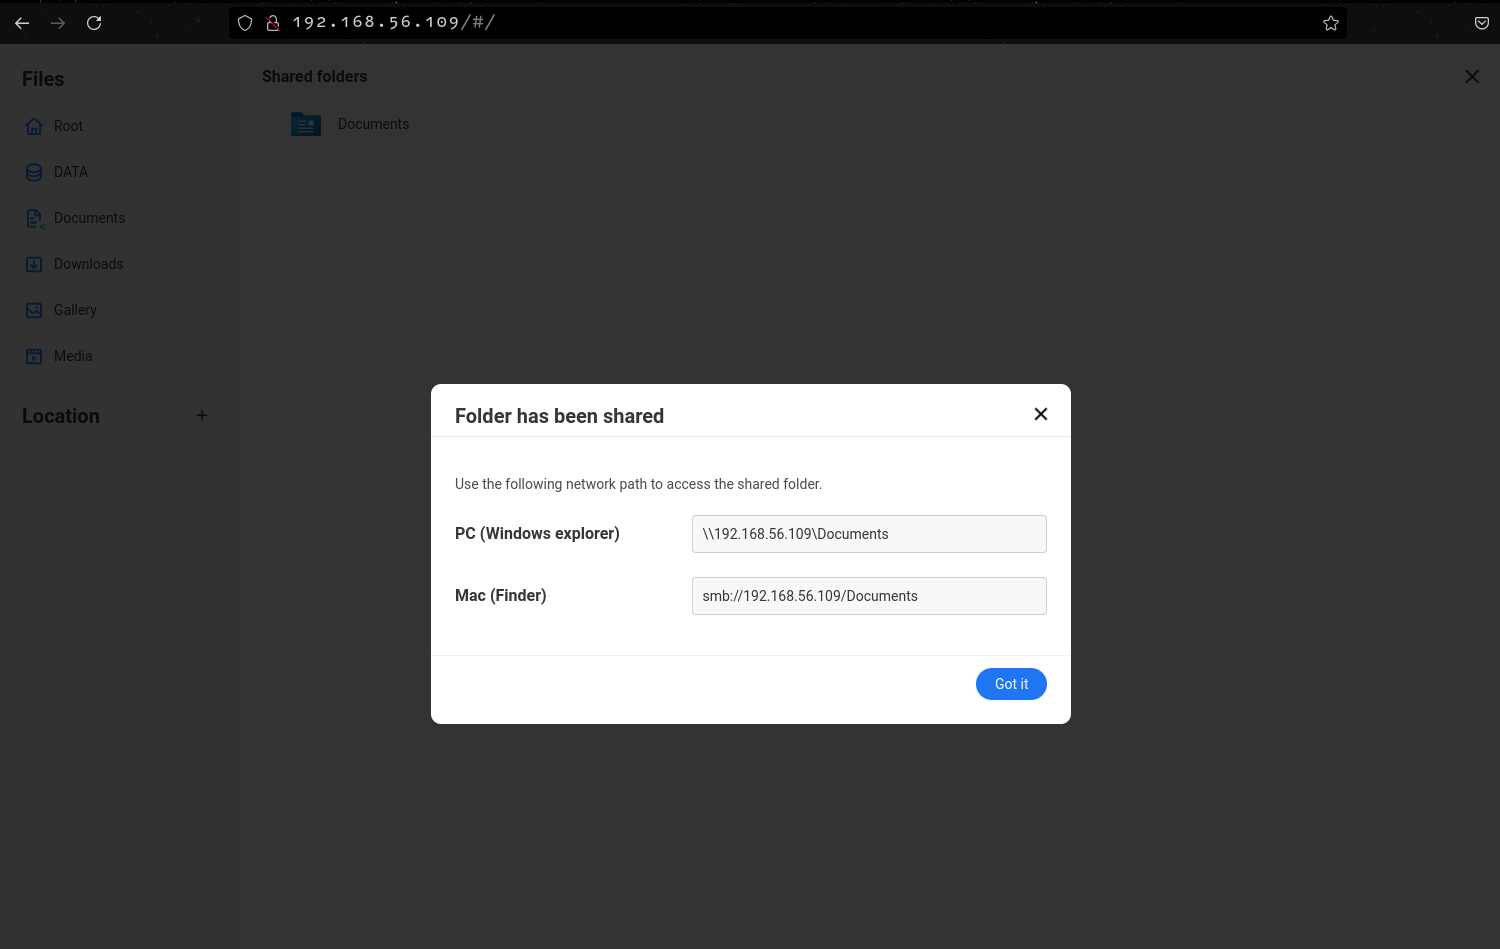 192.168.56.109/#/
Files
Root
DATA
Documents
Downloads
Gallery
Media
Location
Shared folders
Documents
Folder has been shared
Use the following network path to access the shared folder.
PC (Windows explorer)
\\192.168.56.109\Documents
Mac (Finder)
smb://192.168.56.109/Documents
Got it